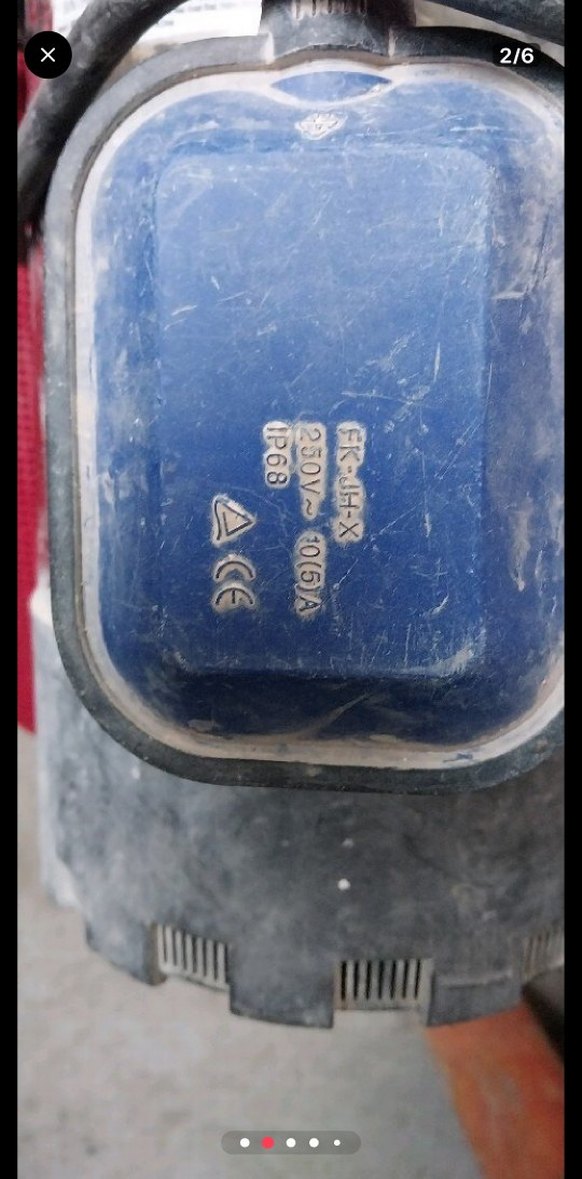 2/6
FK-JH-X
250V~ 10(5)A
IP68
CE